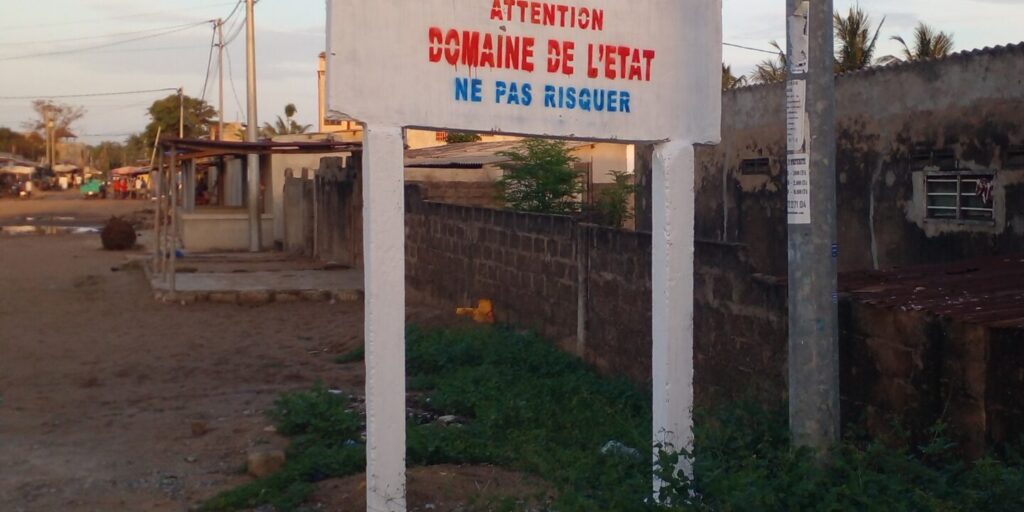 ATTENTION
DOMAINE DE L'ETAT
NE PAS RISQUER